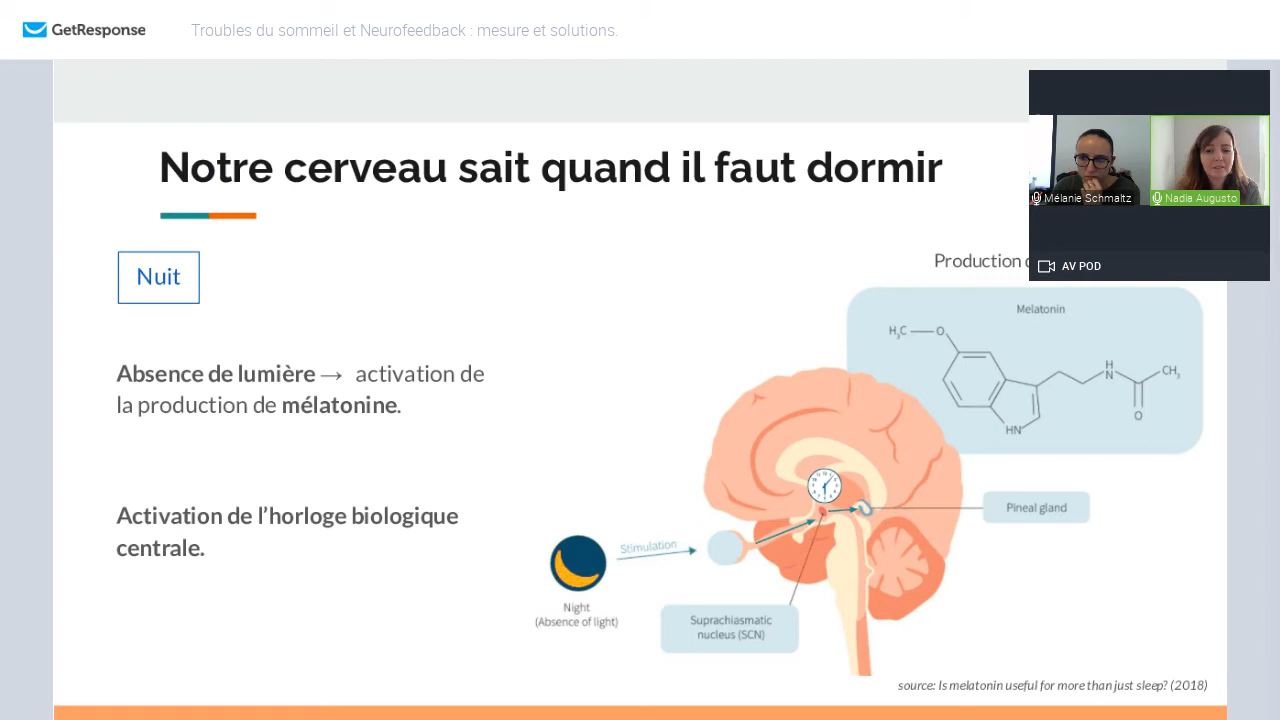 GetResponse
Troubles du sommeil et Neurofeedback : mesure et solutions.
Notre cerveau sait quand il faut dormir
Mélanie Schmaltz
Nadia Augusto
AV POD
Nuit
Production
Melatonin
H₃C
O
H
N
CH₃
O
HN
Absence de lumière → activation de
la production de mélatonine.
Activation de l’horloge biologique
centrale.
Pineal gland
Stimulation
Night
(Absence of light)
Suprachiasmatic
nucleus (SCN)
source: Is melatonin useful for more than just sleep? (2018)